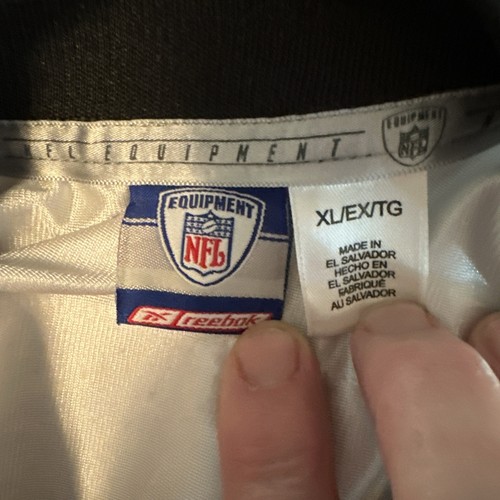 NFL EQUIPMENT
EQUIPMENT
NFL
EQUIPMENT
NFL
Reebok
XL/EX/TG
MADE IN
EL SALVADOR
HECHO EN
EL SALVADOR
FABRIQUÉ
AU SALVADOR